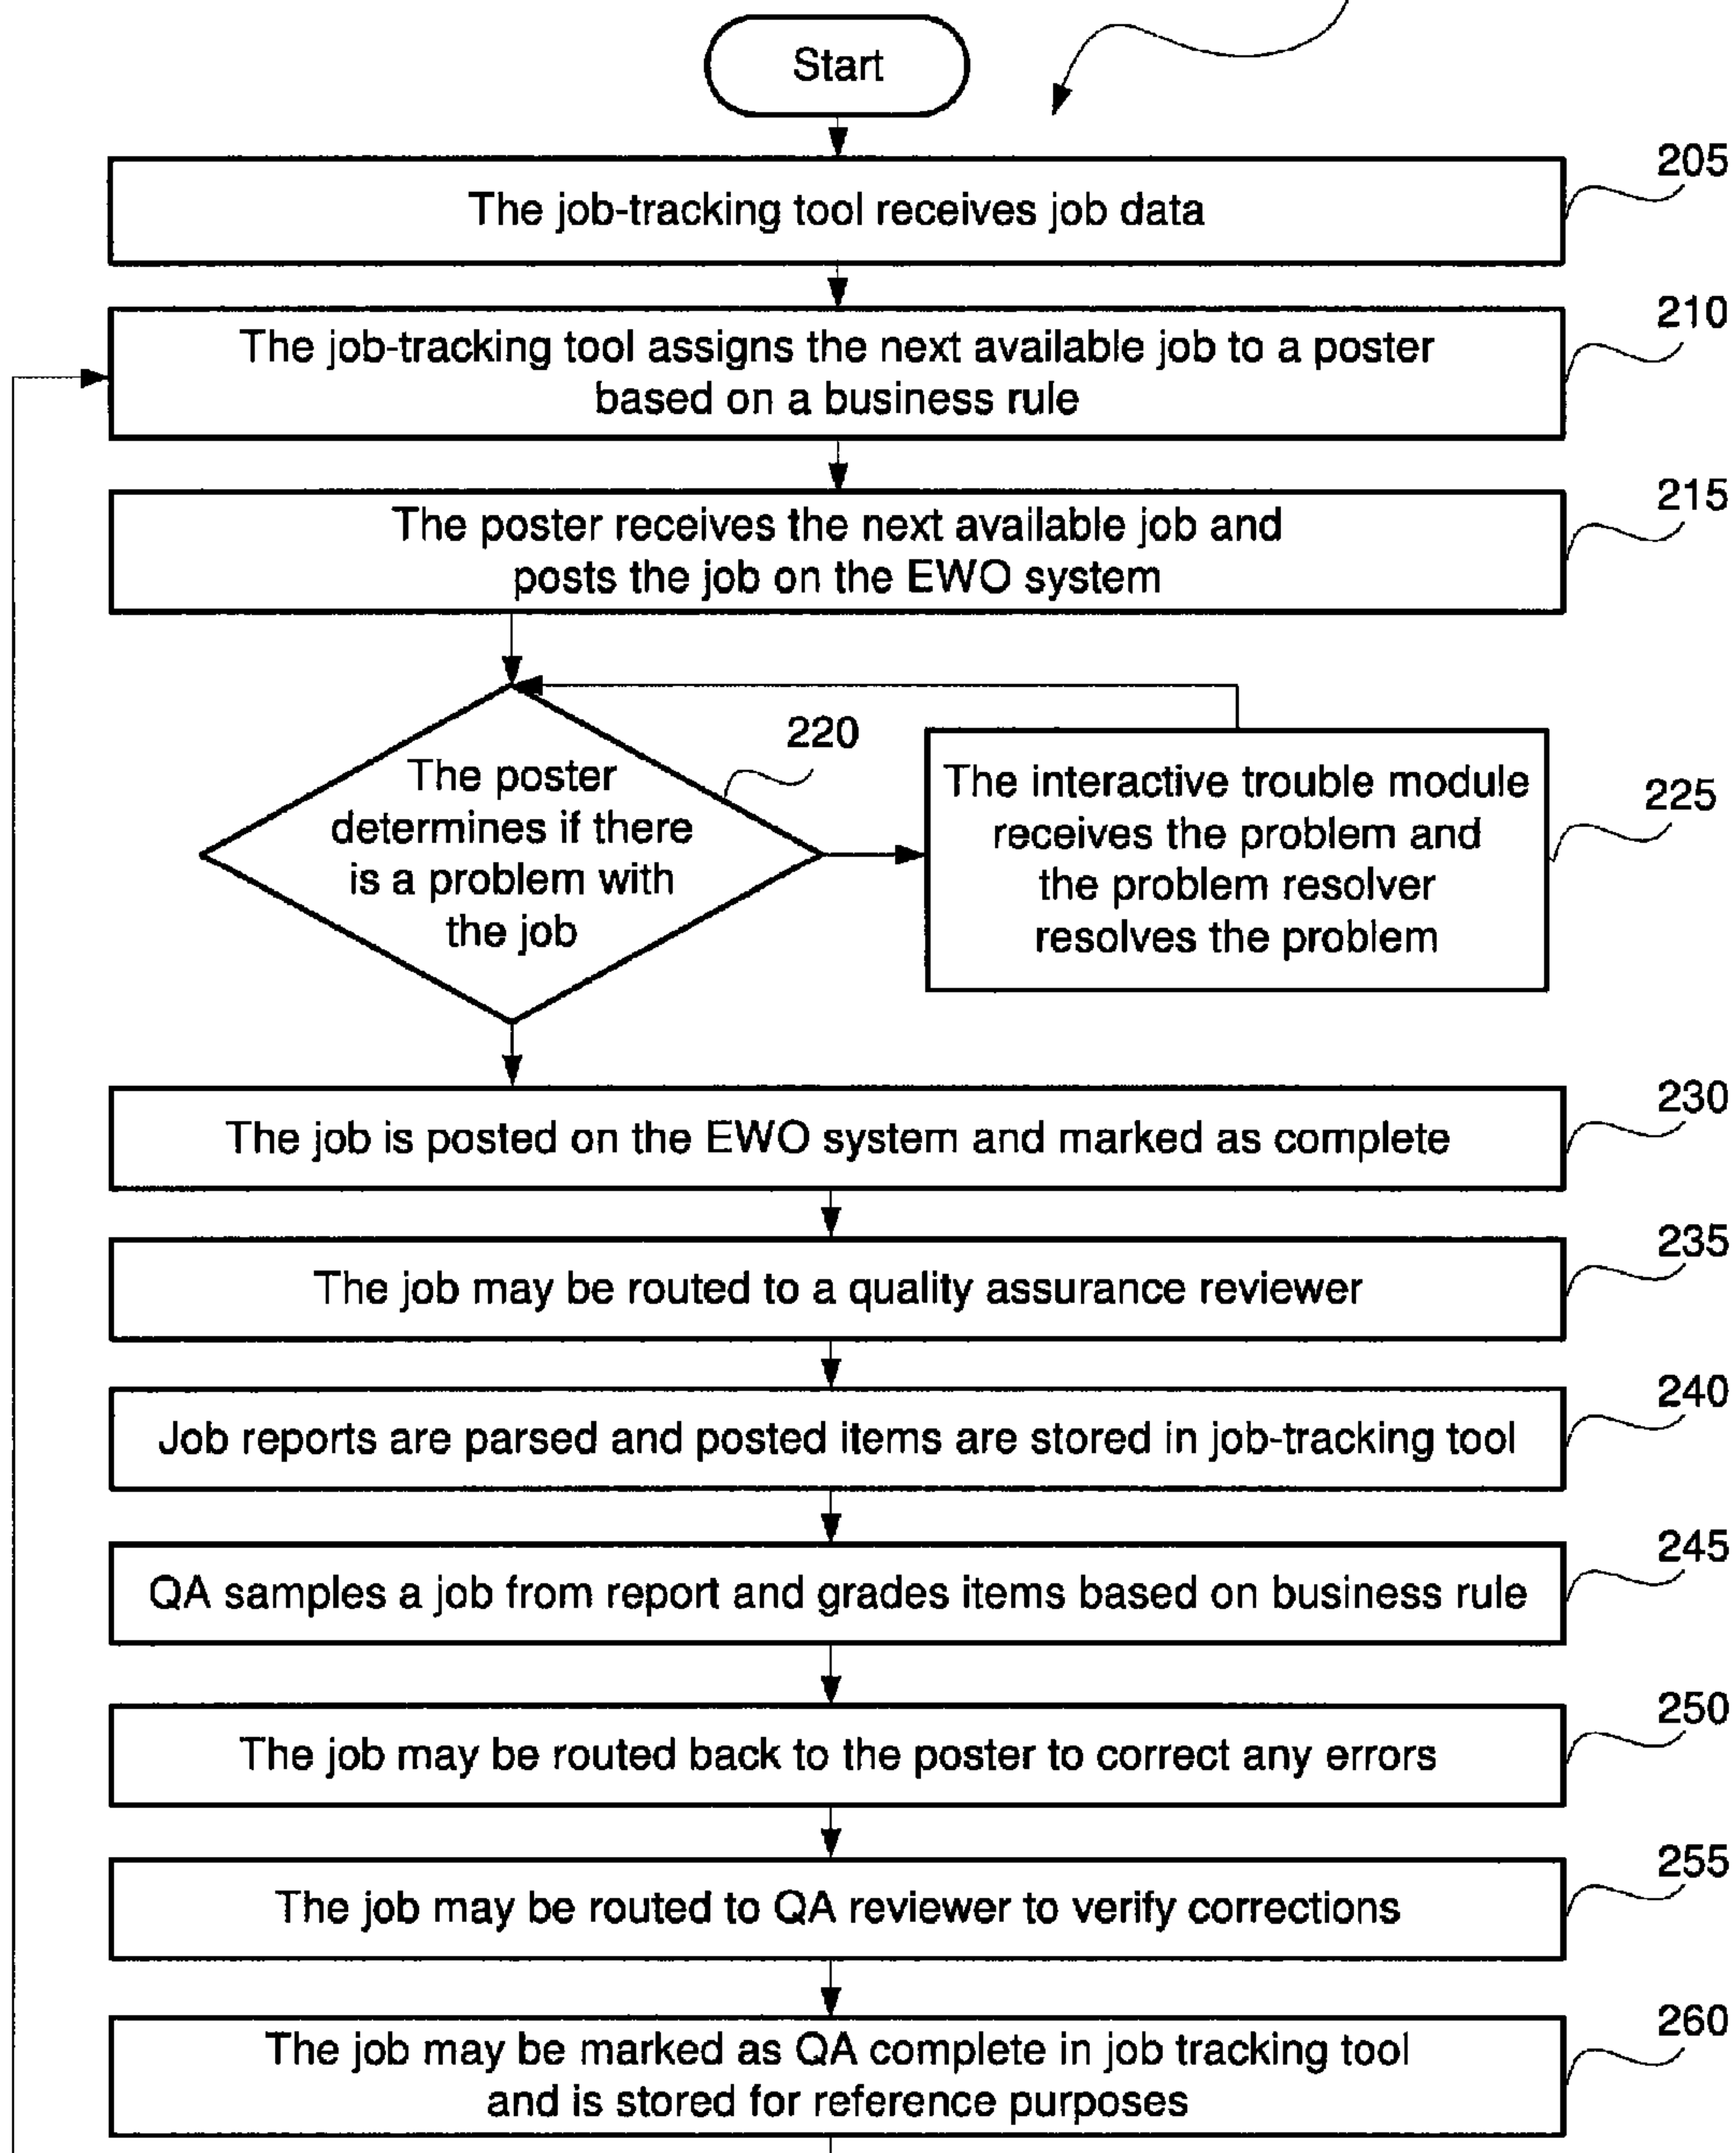 Start
205
The job-tracking tool receives job data
210
The job-tracking tool assigns the next available job to a poster
based on a business rule
215
The poster receives the next available job and
posts the job on the EWO system
220
The poster
determines if there
is a problem with
the job
225
The interactive trouble module
receives the problem and
the problem resolver
resolves the problem
230
The job is posted on the EWO system and marked as complete
235
The job may be routed to a quality assurance reviewer
240
Job reports are parsed and posted items are stored in job-tracking tool
245
QA samples a job from report and grades items based on business rule
250
The job may be routed back to the poster to correct any errors
255
The job may be routed to QA reviewer to verify corrections
260
The job may be marked as QA complete in job tracking tool
and is stored for reference purposes